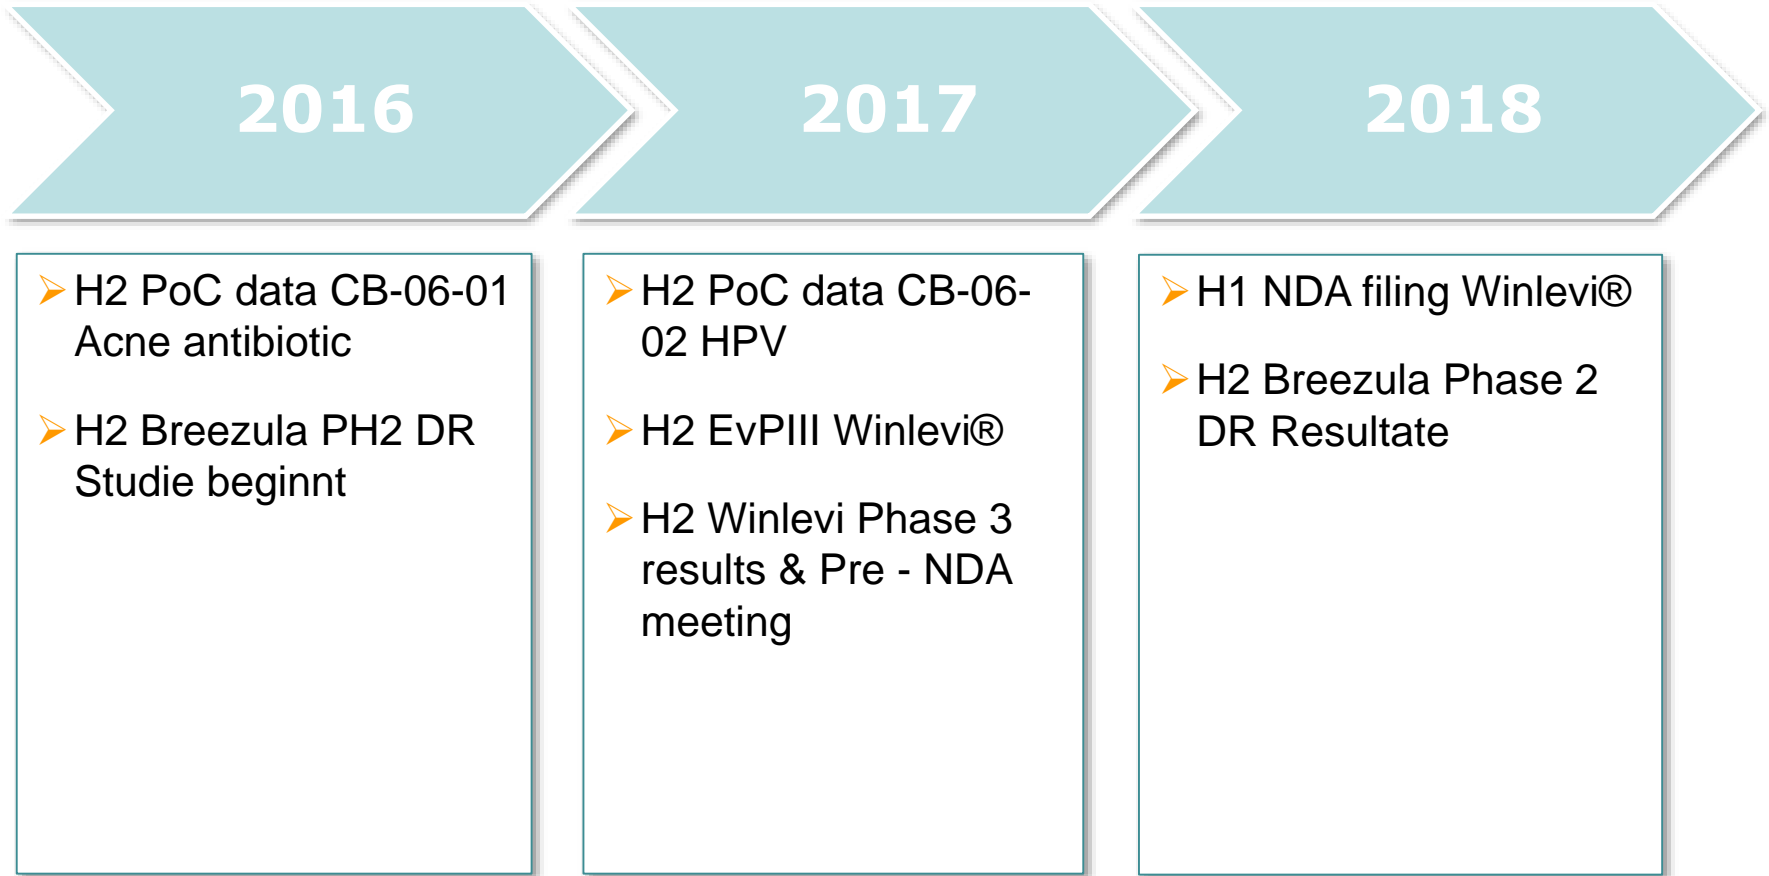 2016
2017
2018
H2 PoC data CB-06-01
Acne antibiotic
H2 Breezula PH2 DR
Studie beginnt
H2 PoC data CB-06-
02 HPV
H2 EvPIII Winlevi®
H2 Winlevi Phase 3
results & Pre - NDA
meeting
H1 NDA filing Winlevi®
H2 Breezula Phase 2
DR Resultate